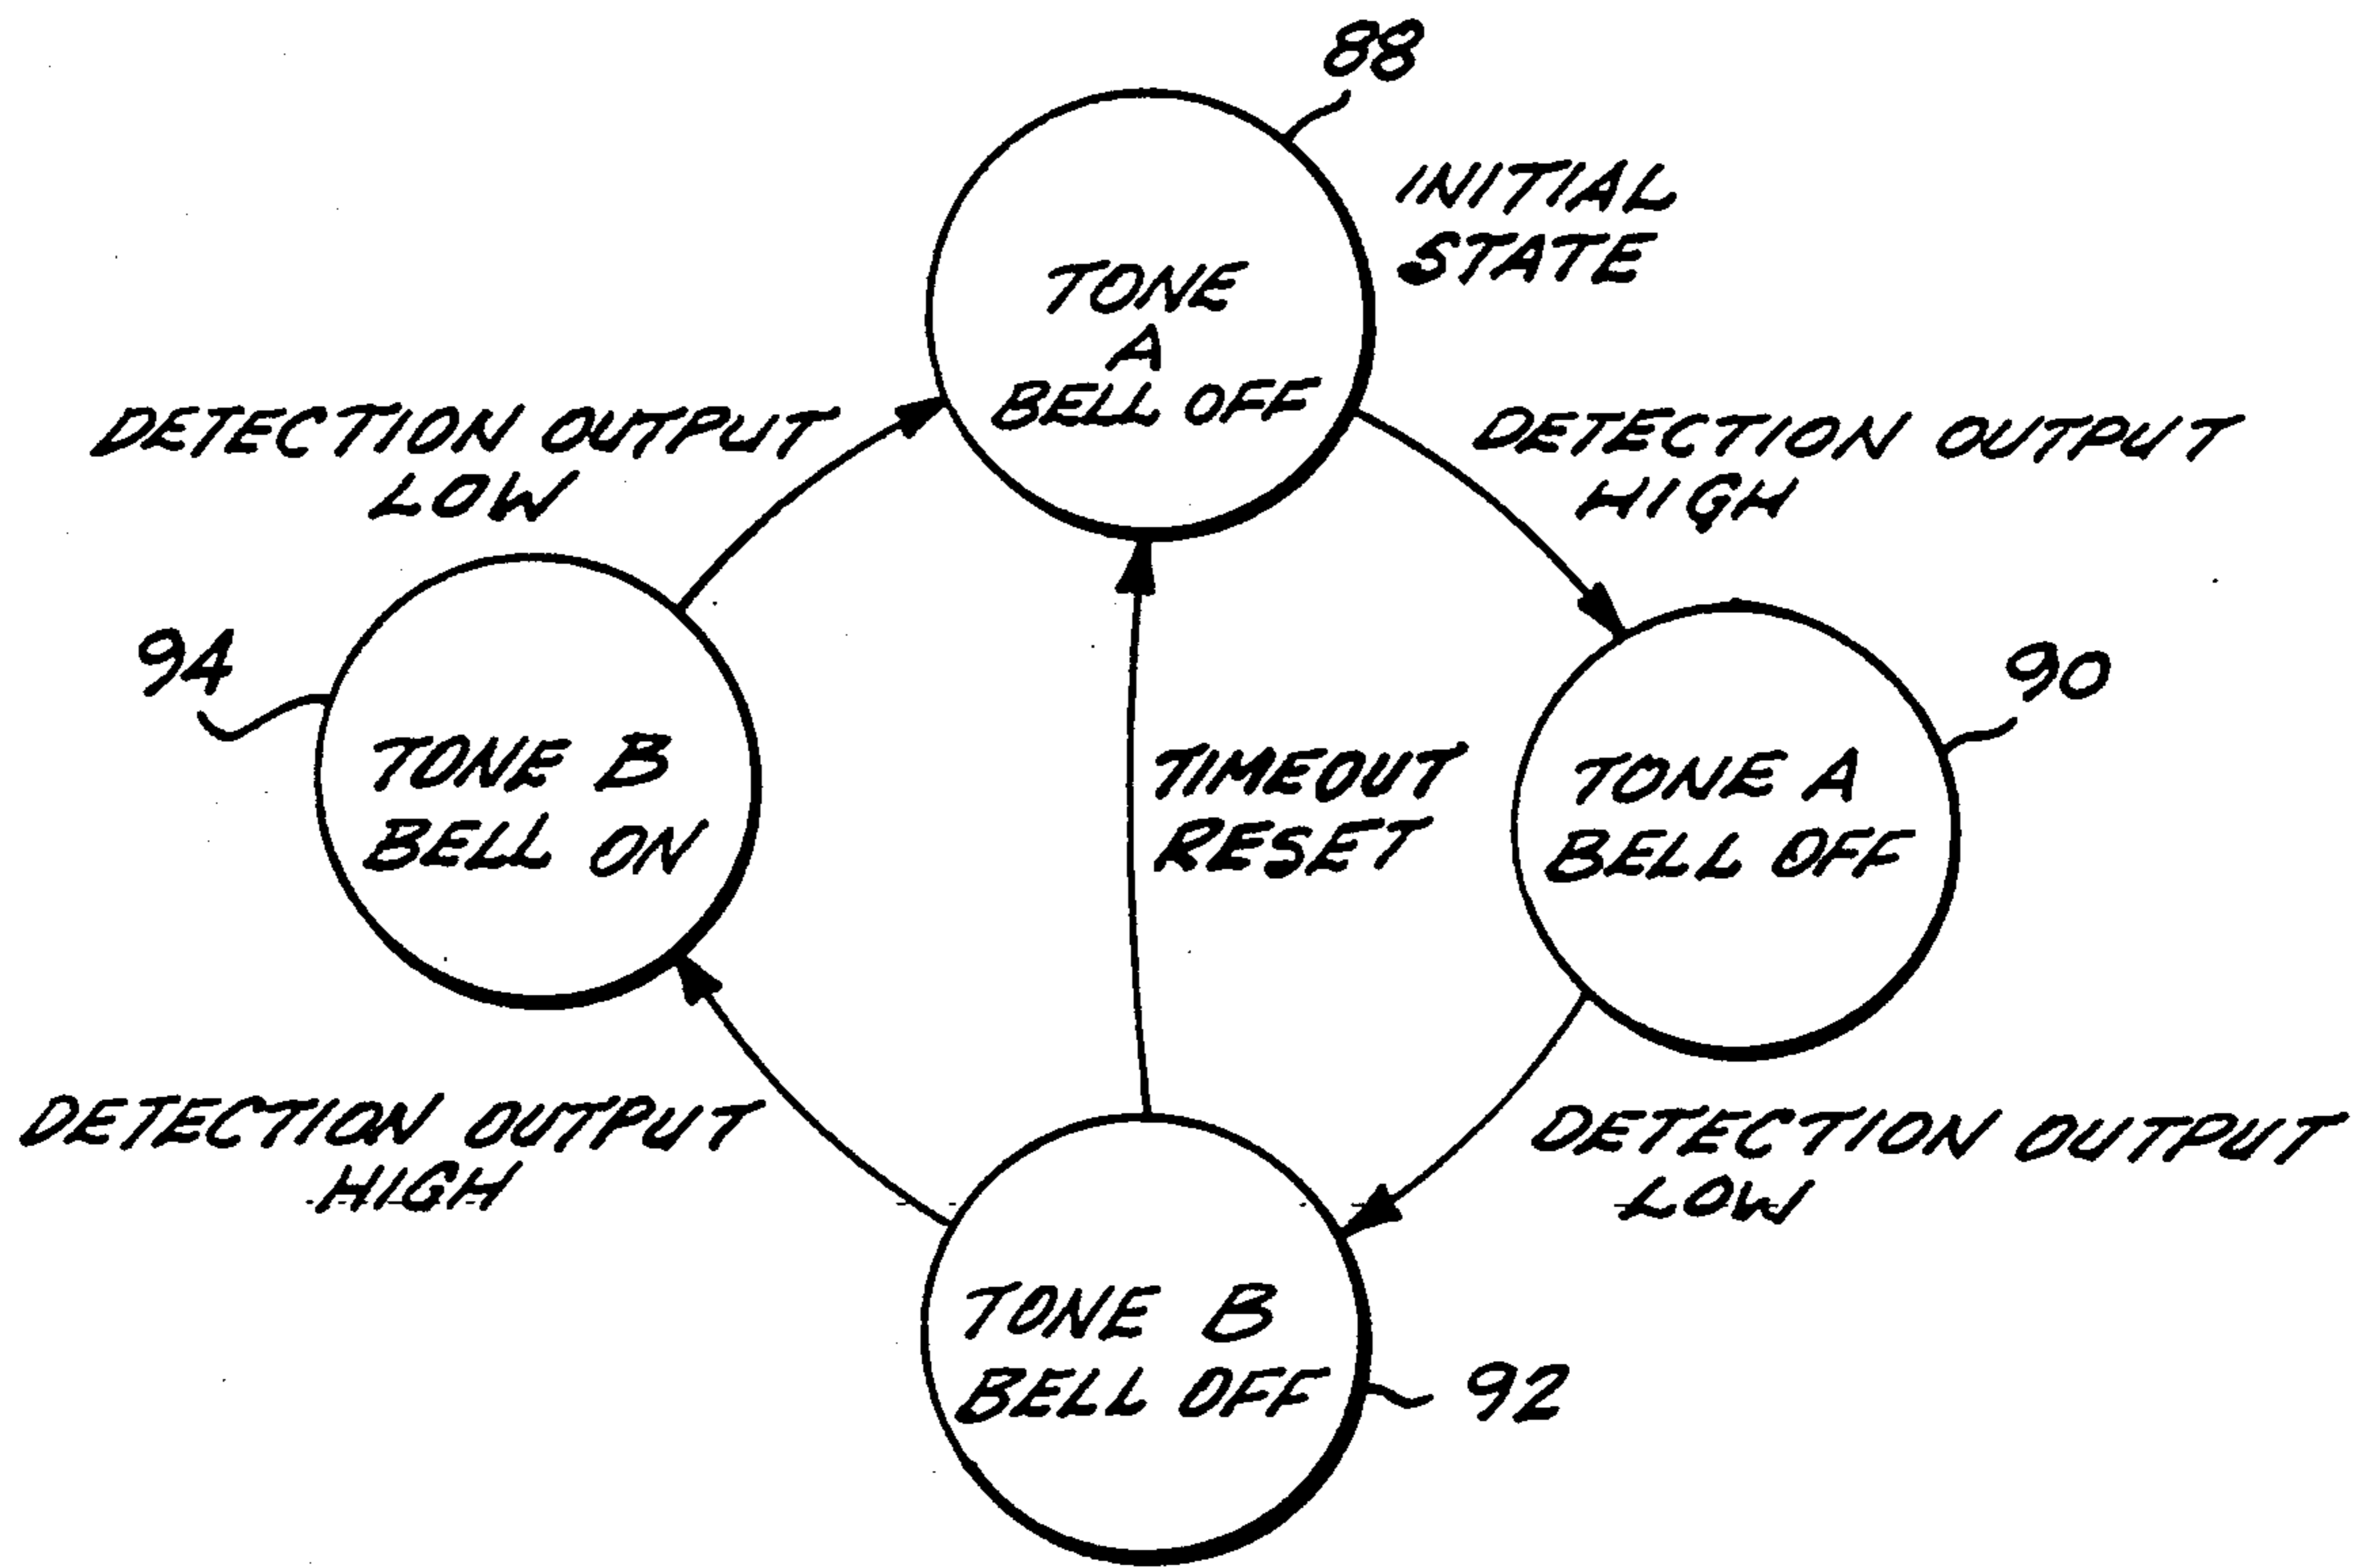 88
INITIAL
STATE
TONE
A
BELL OFF
DETECTION OUTPUT
LOW
DETECTION OUTPUT
HIGH
94
TONE B
BELL ON
TIMEOUT
RESET
90
TONE A
BELL OFF
DETECTION OUTPUT
HIGH
DETECTION OUTPUT
LOW
TONE B
BELL OFF
92